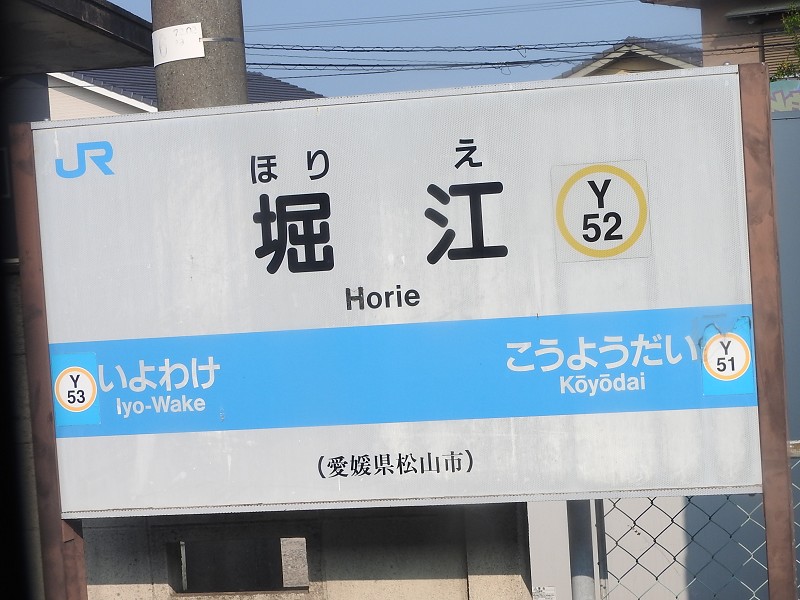 JR
ほり え
堀 江
Horie
Y
52
Y
53
いよわけ
Iyo-Wake
こうようだい
Kōyōdai
Y
51
(愛媛県松山市)